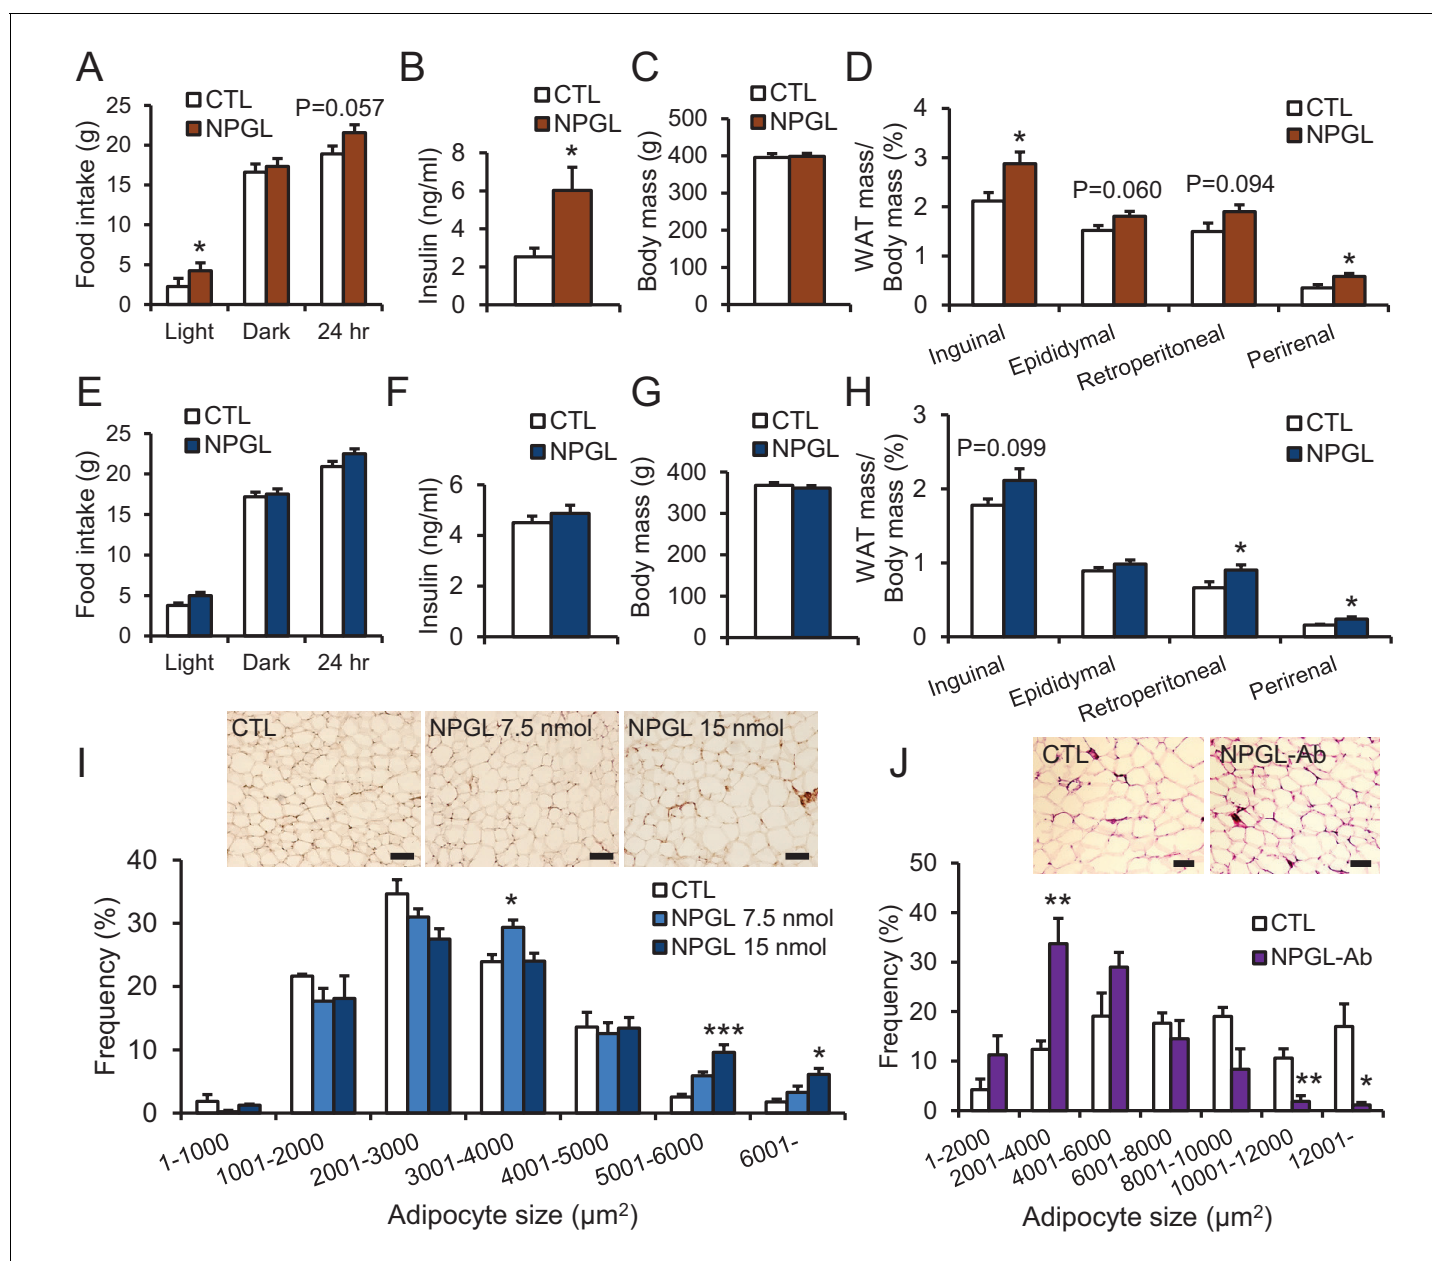 A
CTL
NPGL
P=0.057
Food intake (g)
25
20
15
10
5
0
*
Light
Dark
24 hr
B
CTL
NPGL
Insulin (ng/ml)
8
6
4
2
0
*
C
CTL
NPGL
Body mass (g)
500
400
300
200
100
0
D
CTL
NPGL
WAT mass/
Body mass (%)
4
3
2
1
0
*
P=0.060
P=0.094
*
Inguinal
Epididymal
Retroperitoneal
Perirenal
E
CTL
NPGL
Food intake (g)
25
20
15
10
5
0
Light
Dark
24 hr
F
CTL
NPGL
Insulin (ng/ml)
6
4
2
0
G
CTL
NPGL
Body mass (g)
400
300
200
100
0
H
CTL
NPGL
WAT mass/
Body mass (%)
3
2
1
0
P=0.099
*
*
Inguinal
Epididymal
Retroperitoneal
Perirenal
I
CTL
NPGL 7.5 nmol
NPGL 15 nmol
CTL
NPGL 7.5 nmol
NPGL 15 nmol
Frequency (%)
40
30
20
10
0
*
***
*
1-1000
1001-2000
2001-3000
3001-4000
4001-5000
5001-6000
6001-
Adipocyte size (µm²)
J
CTL
NPGL-Ab
CTL
NPGL-Ab
Frequency (%)
50
40
30
20
10
0
**
**
*
1-2000
2001-4000
4001-6000
6001-8000
8001-10000
10001-12000
12001-
Adipocyte size (µm²)